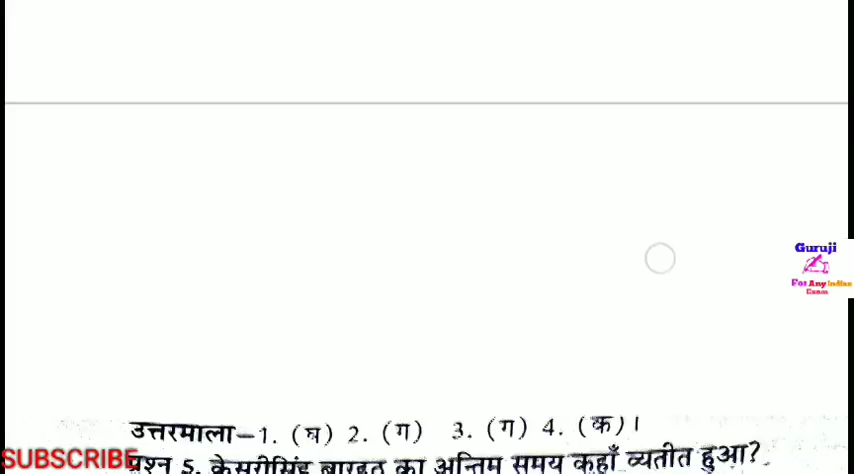 Guruji
For Any Indian
Exam
उत्तरमाला–1. (घ) 2. (ग) 3. (ग) 4. (क)।
SUBSCRIBE
प्रश्न 5. केसरीसिंह बारहठ का अन्तिम समय कहाँ व्यतीत हुआ?